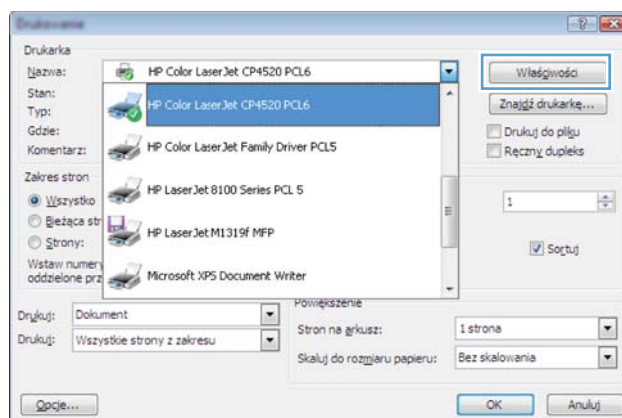 Drukowanie
Drukarka
Nazwa: HP Color LaserJet CP4520 PCL6
Właściwości
Stan:
HP Color LaserJet CP4520 PCL6
Znajdź drukarkę...
Typ:
Gdzie:
HP Color LaserJet Family Driver PCL5
Drukuj do pliku
Komentarz:
Ręczny dupleks
Zakres stron
HP LaserJet 8100 Series PCL 5
Wszystko
1
Bieżąca str
HP LaserJet M1319f MFP
Strony:
Sortuj
Wstaw numery
oddzielone prz
Microsoft XPS Document Writer
Powiększenie
Drukuj: Dokument
Stron na arkusz: 1 strona
Drukuj: Wszystkie strony z zakresu
Skaluj do rozmiaru papieru: Bez skalowania
Opcje...
OK
Anuluj